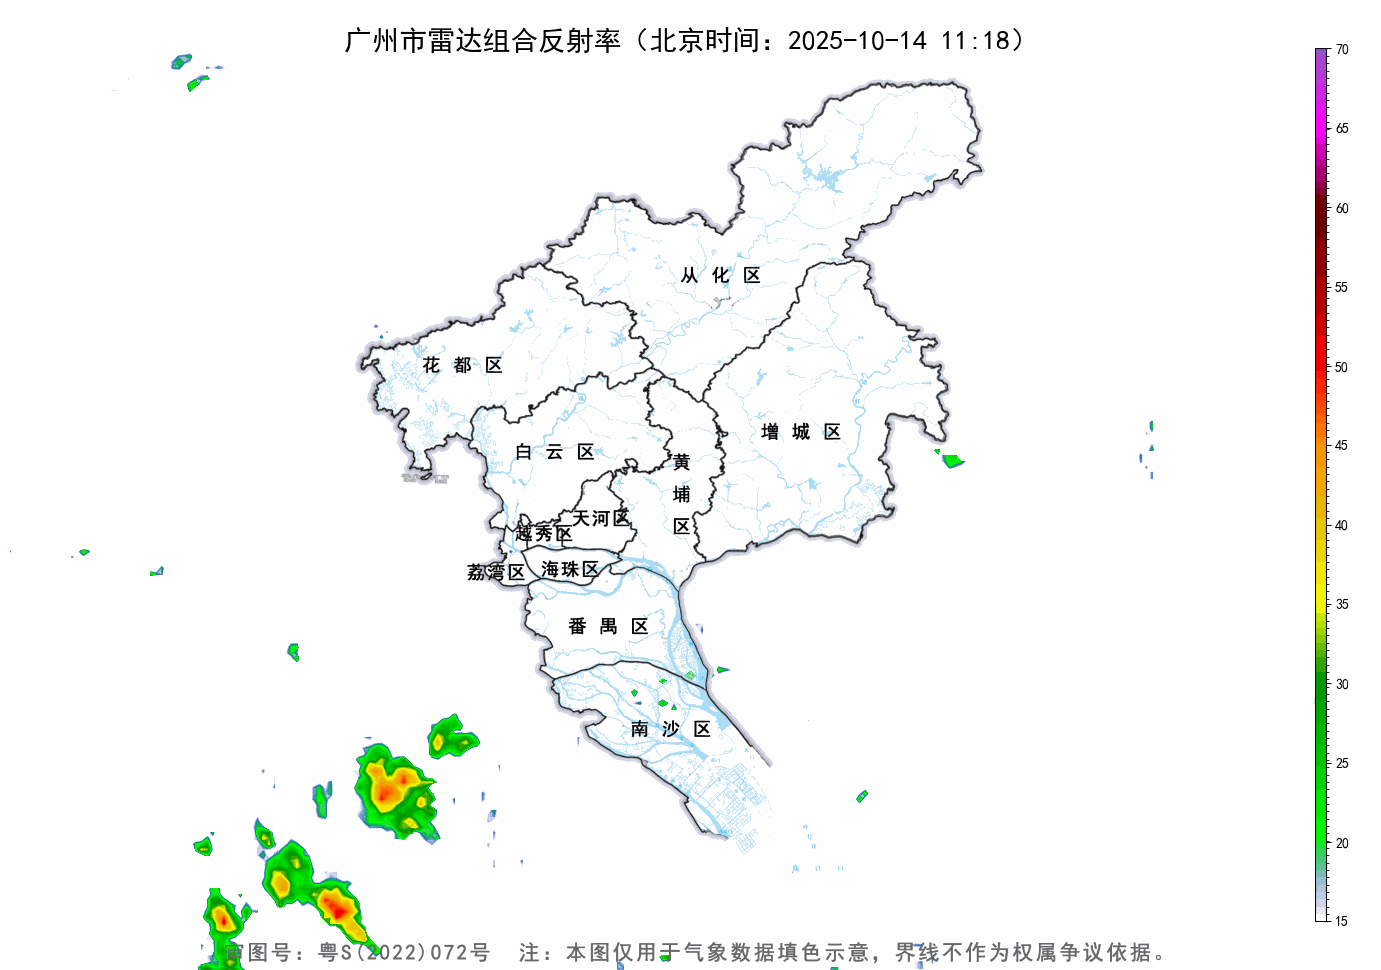 广州市雷达组合反射率（北京时间：2025-10-14 11:18）
70
65
60
55
50
45
40
35
30
25
20
15
从化区
花都区
增城区
白云区
黄埔区
天河区
越秀区
荔湾区
海珠区
番禺区
南沙区
审图号：粤S(2022)072号 注：本图仅用于气象数据填色示意，界线不作为权属争议依据。